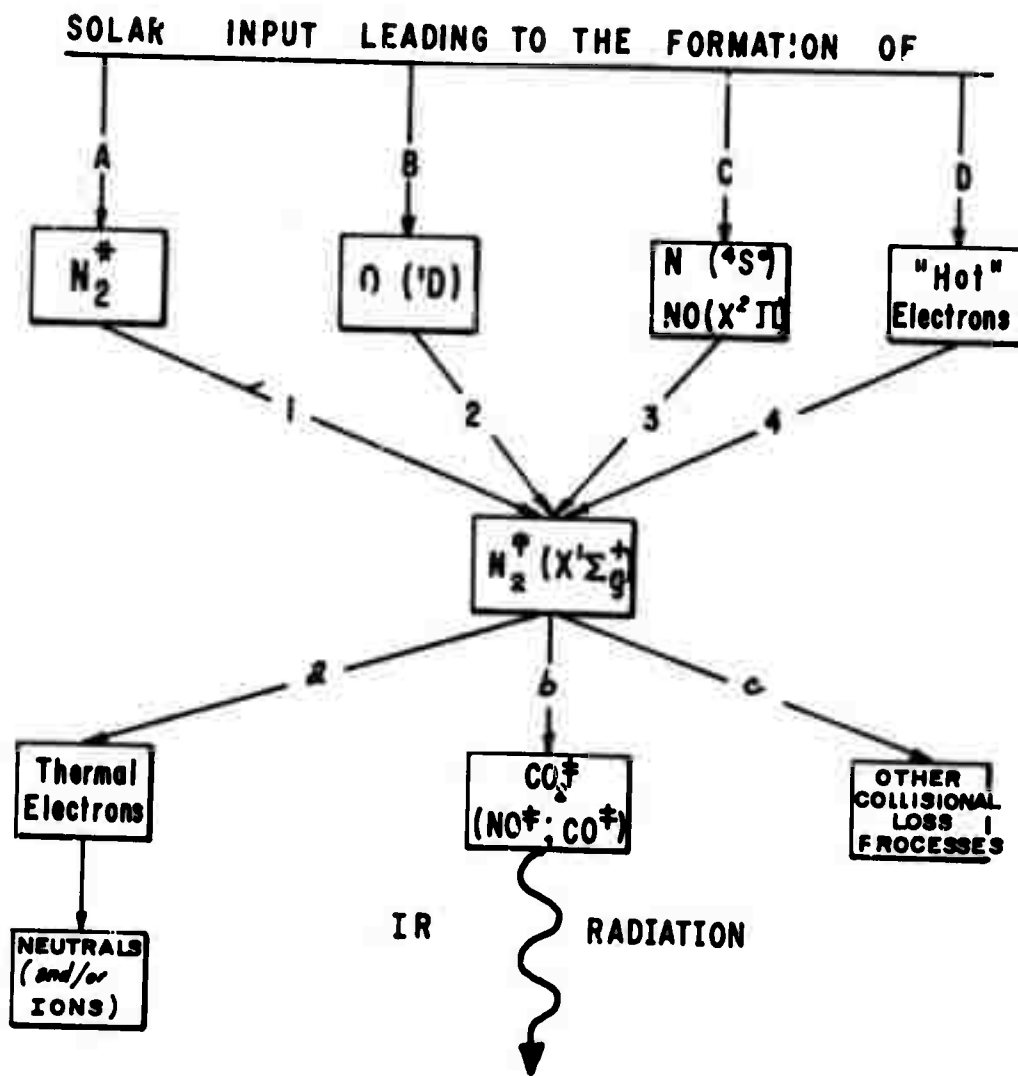 SOLAR INPUT LEADING TO THE FORMATION OF
A B C D
N₂*
O (¹D)
N (⁴S°)
NO(X²Π)
"Hot"
Electrons
1 2 3 4
N₂‡ (X¹Σg⁺)
a b c
Thermal
Electrons
CO₂‡
(NO‡; CO‡)
OTHER
COLLISIONAL
LOSS
PROCESSES
IR RADIATION
NEUTRALS
(and/or
IONS)